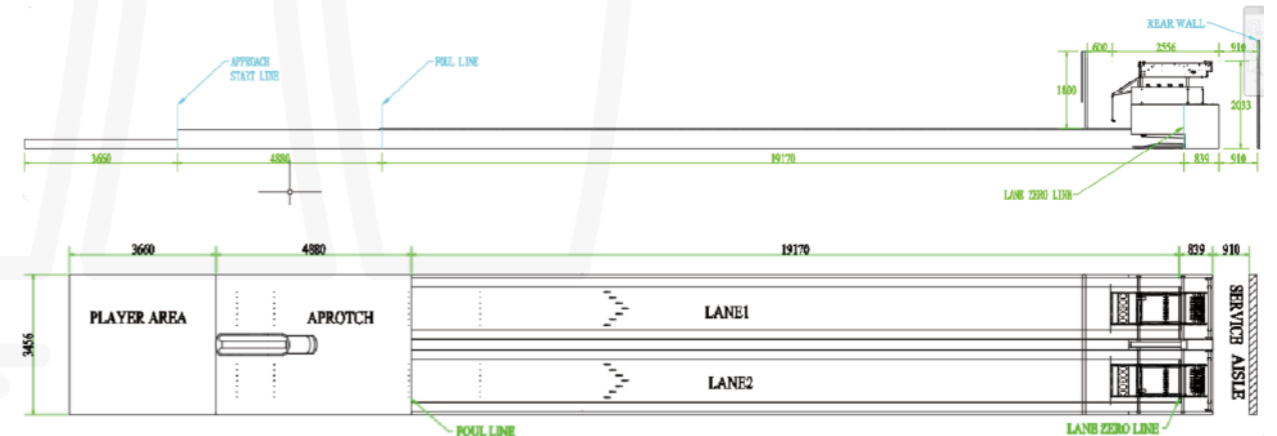 REAR WALL
600 2556 910
APPROACH
START LINE
FOUL LINE
1800
2033
3660 4880 19170 839 910
LANE ZERO LINE
3660 4880 19170 839 910
3456
PLAYER AREA
APROTCH
LANE1
LANE2
SERVICE AISLE
FOUL LINE
LANE ZERO LINE